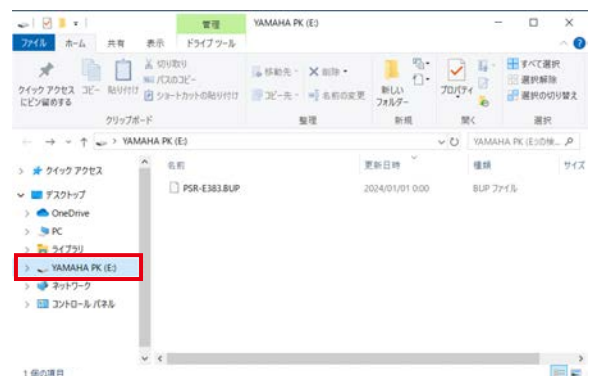 管理 YAMAHA PK (E:)
ファイル ホーム 共有 表示 ドライブ ツール
クイック アクセス
にピン留めする
コピー
貼り付け
切り取り
パスのコピー
ショートカットの貼り付け
クリップボード
移動先
コピー先
削除
名前の変更
整理
新しい
フォルダー
新規
プロパティ
開く
すべて選択
選択解除
選択の切り替え
選択
YAMAHA PK (E:)
YAMAHA PK (E:)の検...
クイック アクセス
デスクトップ
OneDrive
PC
ライブラリ
YAMAHA PK (E:)
ネットワーク
コントロール パネル
名前 更新日時 種類 サイズ
PSR-E383.BUP 2024/01/01 0:00 BUP ファイル
1 個の項目